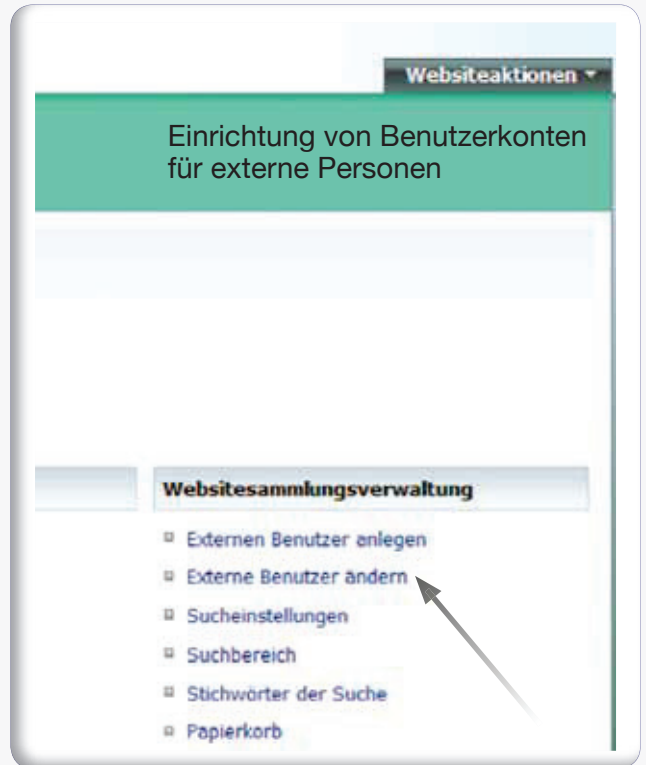 Websiteaktionen
Einrichtung von Benutzerkonten
für externe Personen
Websitesammlungsverwaltung
Externen Benutzer anlegen
Externe Benutzer ändern
Sucheinstellungen
Suchbereich
Stichwörter der Suche
Papierkorb